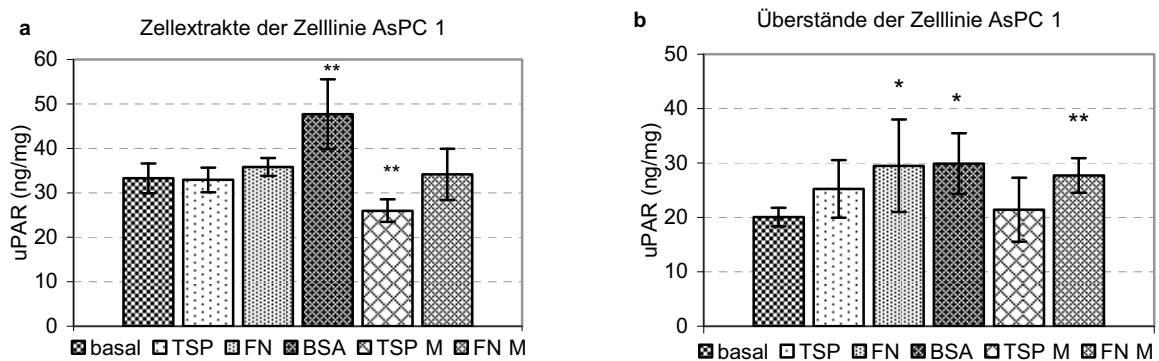 a
Zellextrakte der Zelllinie AsPC 1
uPAR (ng/mg)
60
50
40
30
20
10
0
**
**
basal TSP FN BSA TSP M FN M
b
Überstände der Zelllinie AsPC 1
uPAR (ng/mg)
50
40
30
20
10
0
*
*
**
basal TSP FN BSA TSP M FN M